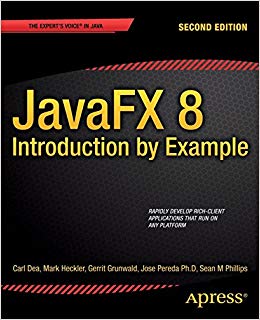 THE EXPERT'S VOICE® IN JAVA
SECOND EDITION
JavaFX 8
Introduction by Example
RAPIDLY DEVELOP RICH-CLIENT
APPLICATIONS THAT RUN ON
ANY PLATFORM
Carl Dea, Mark Heckler, Gerrit Grunwald, Jose Pereda Ph.D, Sean M Phillips
Apress®